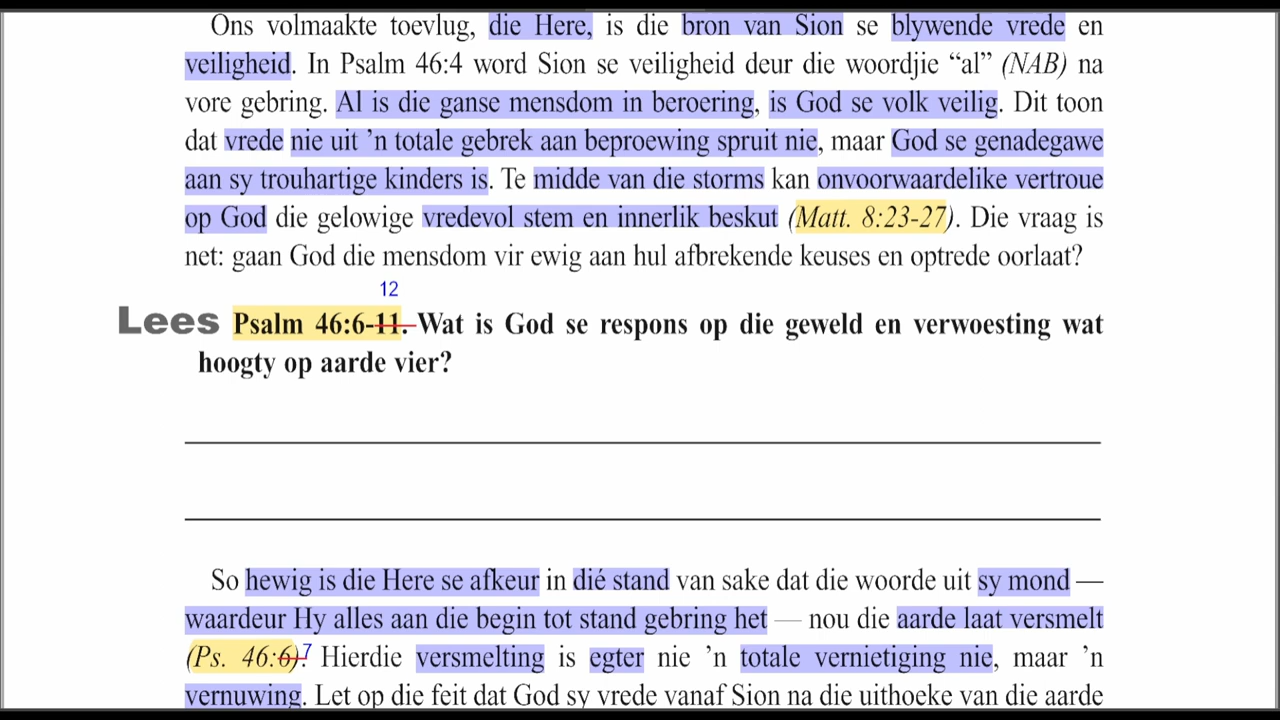 Ons volmaakte toevlug, die Here, is die bron van Sion se blywende vrede en
veiligheid. In Psalm 46:4 word Sion se veiligheid deur die woordjie “al” (NAB) na
vore gebring. Al is die ganse mensdom in beroering, is God se volk veilig. Dit toon
dat vrede nie uit ’n totale gebrek aan beproewing spruit nie, maar God se genadegawe
aan sy trouhartige kinders is. Te midde van die storms kan onvoorwaardelike vertroue
op God die gelowige vredevol stem en innerlik beskut (Matt. 8:23-27). Die vraag is
net: gaan God die mensdom vir ewig aan hul afbrekende keuses en optrede oorlaat?
12
Lees Psalm 46:6-11. Wat is God se respons op die geweld en verwoesting wat
hoogty op aarde vier?
So hewig is die Here se afkeur in dié stand van sake dat die woorde uit sy mond —
waardeur Hy alles aan die begin tot stand gebring het — nou die aarde laat versmelt
(Ps. 46:6). 7 Hierdie versmelting is egter nie ’n totale vernietiging nie, maar ’n
vernuwing. Let op die feit dat God sy vrede vanaf Sion na die uithoeke van die aarde